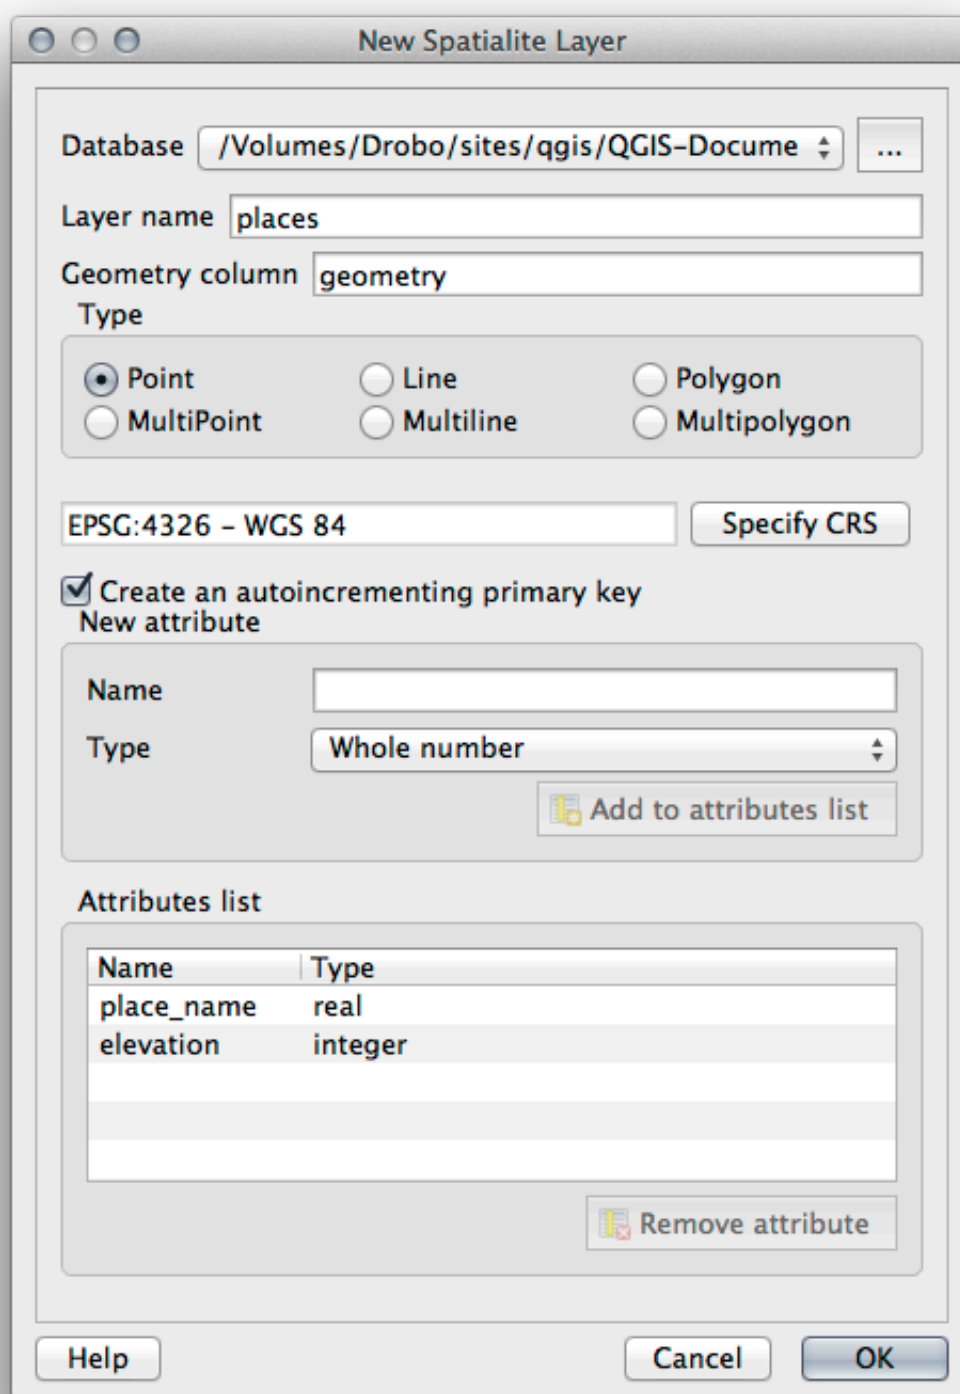 New Spatialite Layer
Database /Volumes/Drobo/sites/qgis/QGIS-Docume ...
Layer name places
Geometry column geometry
Type
Point Line Polygon
MultiPoint Multiline Multipolygon
EPSG:4326 – WGS 84 Specify CRS
Create an autoincrementing primary key
New attribute
Name
Type Whole number
Add to attributes list
Attributes list
Name Type
place_name real
elevation integer
Remove attribute
Help Cancel OK